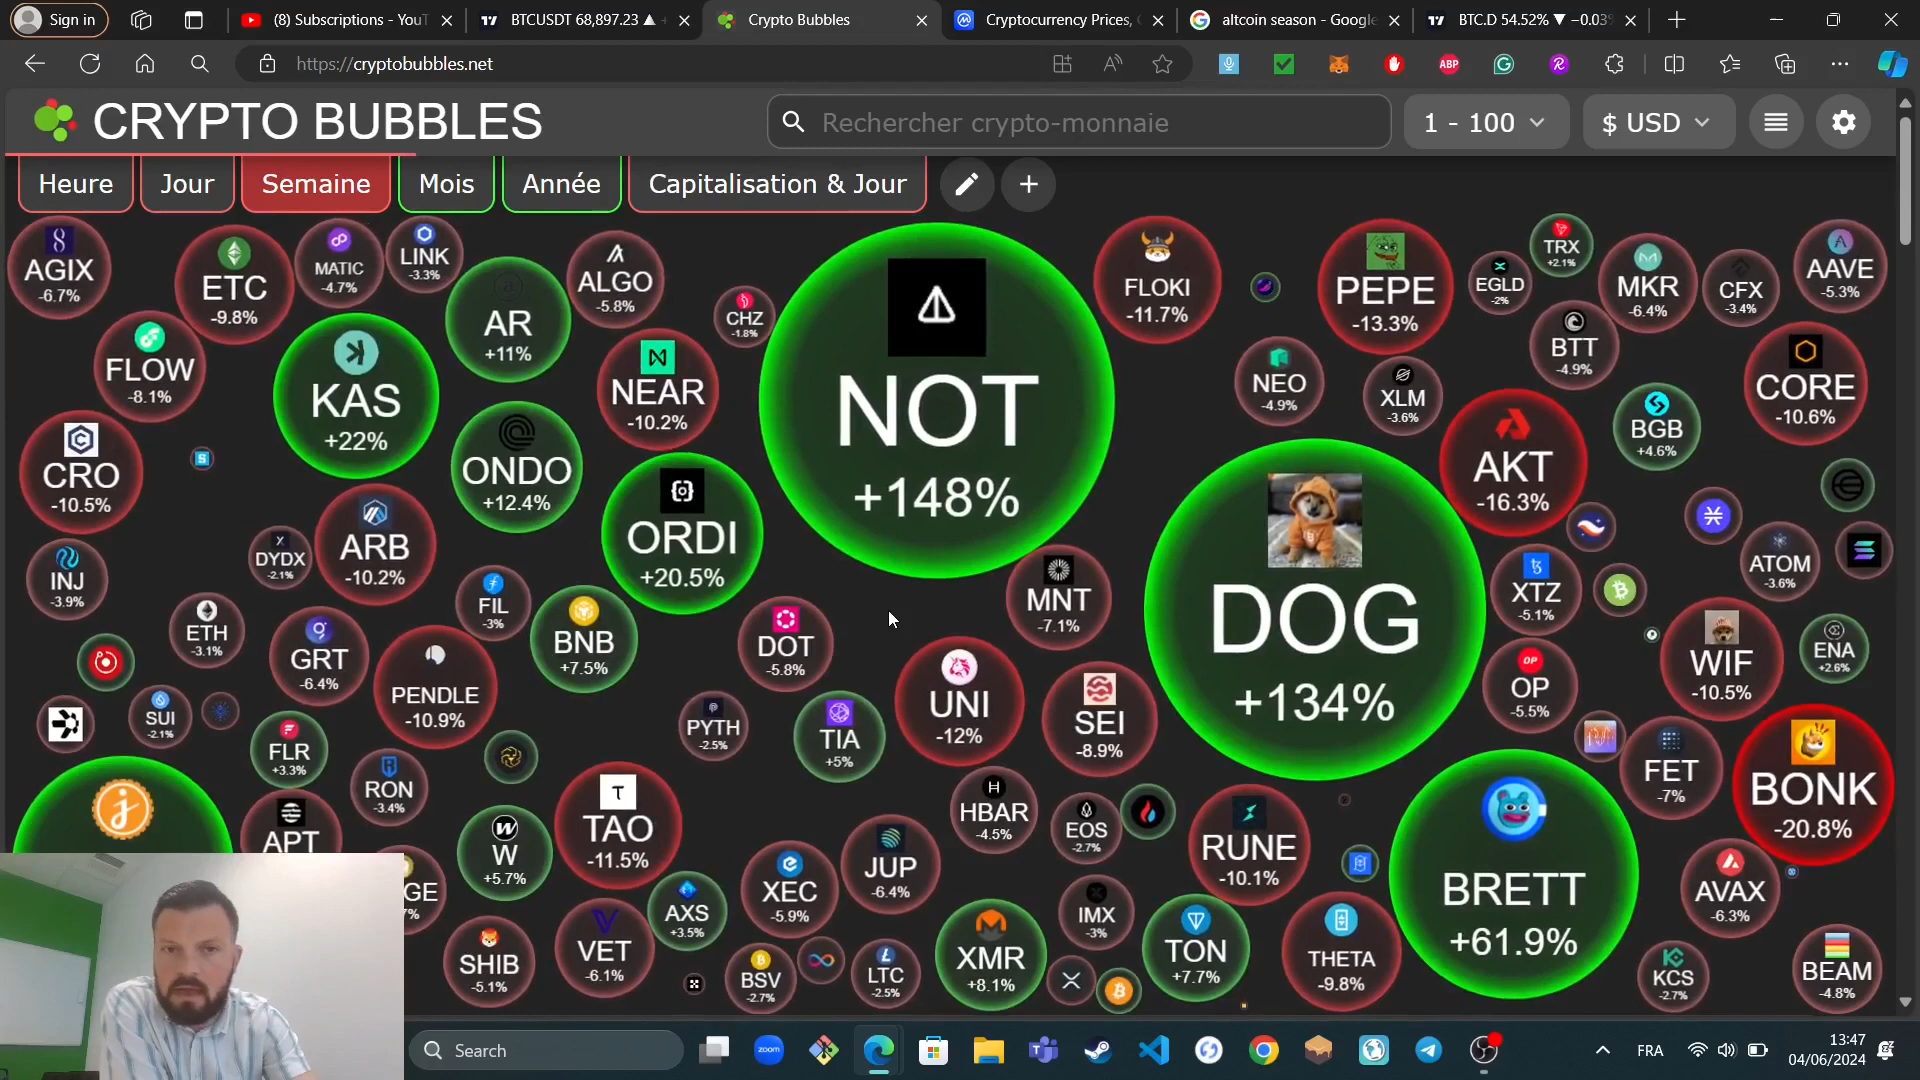 Sign in
(8) Subscriptions - YouT
BTCUSDT 68,897.23 ▲ +
Crypto Bubbles
Cryptocurrency Prices, C
altcoin season - Google
BTC.D 54.52% ▼ −0.03%
https://cryptobubbles.net
ABP
CRYPTO BUBBLES
Rechercher crypto-monnaie
1 - 100
$ USD
Heure
Jour
Semaine
Mois
Année
Capitalisation & Jour
AGIX
-6.7%
ETC
-9.8%
MATIC
-4.7%
LINK
-3.3%
AR
+11%
ALGO
-5.8%
CHZ
-1.8%
NOT
+148%
FLOKI
-11.7%
PEPE
-13.3%
EGLD
-2%
TRX
+2.1%
MKR
-6.4%
CFX
-3.4%
AAVE
-5.3%
FLOW
-8.1%
KAS
+22%
NEAR
-10.2%
NEO
-4.9%
XLM
-3.6%
BTT
-4.9%
CORE
-10.6%
CRO
-10.5%
ONDO
+12.4%
ORDI
+20.5%
DOG
+134%
AKT
-16.3%
BGB
+4.6%
INJ
-3.9%
DYDX
-2.1%
ARB
-10.2%
FIL
-3%
BNB
+7.5%
DOT
-5.8%
MNT
-7.1%
XTZ
-5.1%
ATOM
-3.6%
ETH
-3.1%
GRT
-6.4%
PENDLE
-10.9%
PYTH
-2.5%
TIA
+5%
UNI
-12%
SEI
-8.9%
OP
-5.5%
WIF
-10.5%
ENA
+2.6%
SUI
-2.1%
FLR
+3.3%
RON
-3.4%
APT
W
+5.7%
TAO
-11.5%
HBAR
-4.5%
EOS
-2.7%
RUNE
-10.1%
BRETT
+61.9%
FET
-7%
BONK
-20.8%
GE
7%
SHIB
-5.1%
VET
-6.1%
AXS
+3.5%
XEC
-5.9%
JUP
-6.4%
BSV
-2.7%
LTC
-2.5%
XMR
+8.1%
IMX
-3%
TON
+7.7%
THETA
-9.8%
AVAX
-6.3%
KCS
-2.7%
BEAM
-4.8%
Search
zoom
FRA
13:47
04/06/2024